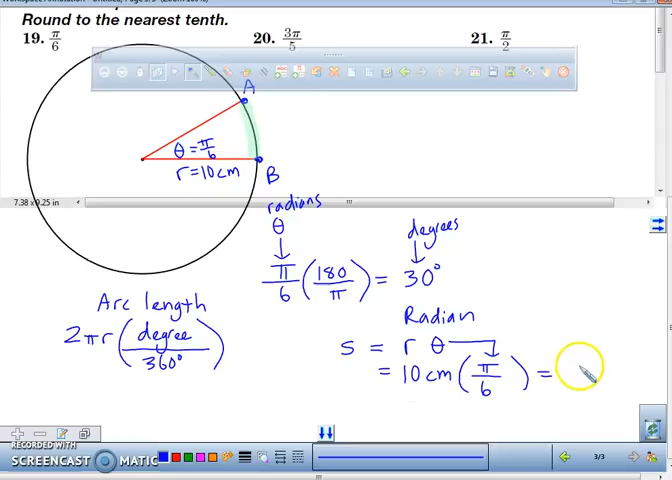 Round to the nearest tenth.
19. π/6 20. 3π/5 21. π/2
A
θ = π/6
r = 10cm
B
7.38 x 9.25 in
radians
θ
degrees
π/6 (180/π) = 30°
Arc length
2πr (degree/360°)
Radian
s = r θ
= 10 cm (π/6) =
3/3
RECORDED WITH
SCREENCAST MATIC